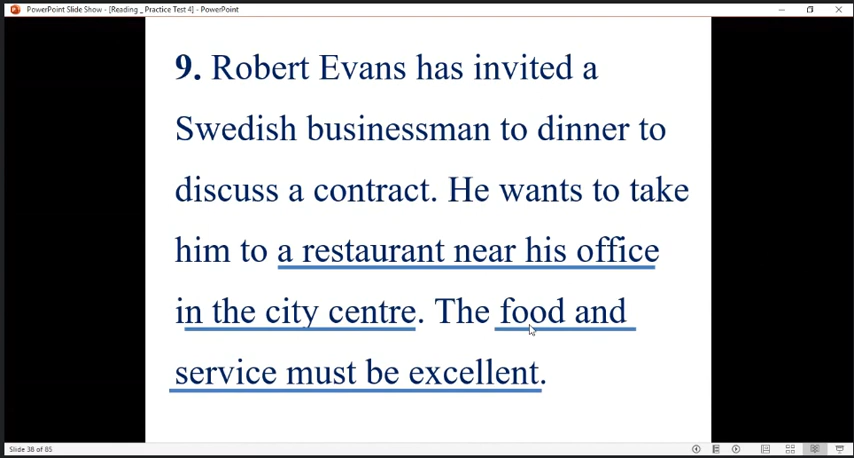 PowerPoint Slide Show - [Reading _ Practice Test 4] - PowerPoint
9. Robert Evans has invited a
Swedish businessman to dinner to
discuss a contract. He wants to take
him to a restaurant near his office
in the city centre. The food and
service must be excellent.
Slide 38 of 85